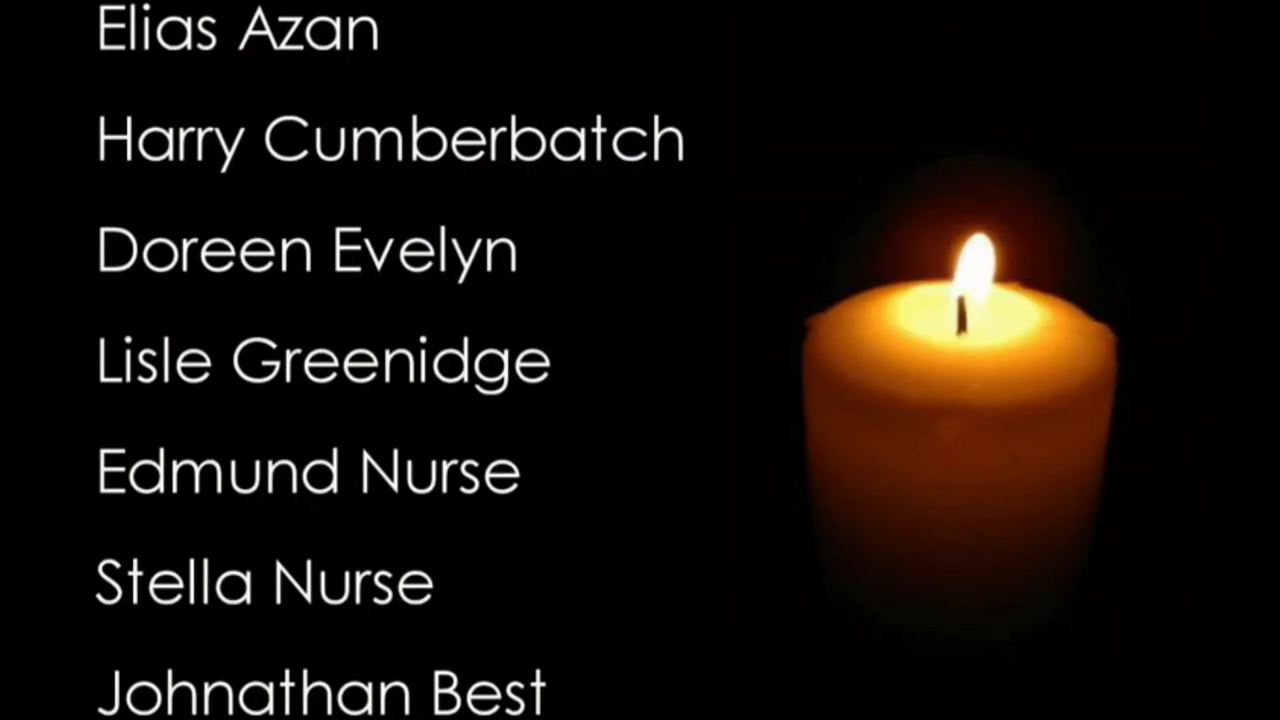 Elias Azan
Harry Cumberbatch
Doreen Evelyn
Lisle Greenidge
Edmund Nurse
Stella Nurse
Johnathan Best